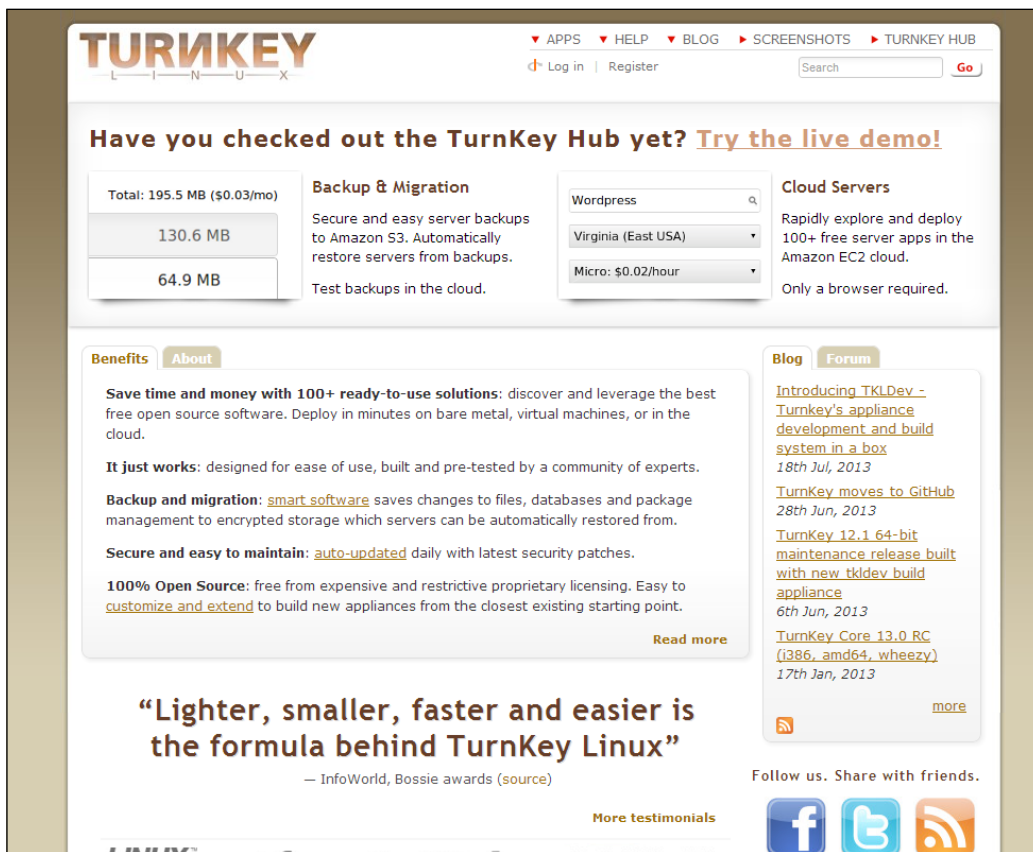 TURNKEY
LINUX
APPS HELP BLOG SCREENSHOTS TURNKEY HUB
Log in | Register
Search Go
Have you checked out the TurnKey Hub yet? Try the live demo!
Total: 195.5 MB ($0.03/mo)
130.6 MB
64.9 MB
Backup & Migration
Secure and easy server backups
to Amazon S3. Automatically
restore servers from backups.
Test backups in the cloud.
Wordpress
Virginia (East USA)
Micro: $0.02/hour
Cloud Servers
Rapidly explore and deploy
100+ free server apps in the
Amazon EC2 cloud.
Only a browser required.
Benefits About
Save time and money with 100+ ready-to-use solutions: discover and leverage the best
free open source software. Deploy in minutes on bare metal, virtual machines, or in the
cloud.
It just works: designed for ease of use, built and pre-tested by a community of experts.
Backup and migration: smart software saves changes to files, databases and package
management to encrypted storage which servers can be automatically restored from.
Secure and easy to maintain: auto-updated daily with latest security patches.
100% Open Source: free from expensive and restrictive proprietary licensing. Easy to
customize and extend to build new appliances from the closest existing starting point.
Read more
Blog Forum
Introducing TKLDev -
Turnkey's appliance
development and build
system in a box
18th Jul, 2013
TurnKey moves to GitHub
28th Jun, 2013
TurnKey 12.1 64-bit
maintenance release built
with new tkldev build
appliance
6th Jun, 2013
TurnKey Core 13.0 RC
(i386, amd64, wheezy)
17th Jan, 2013
more
“Lighter, smaller, faster and easier is
the formula behind TurnKey Linux”
— InfoWorld, Bossie awards (source)
More testimonials
Follow us. Share with friends.